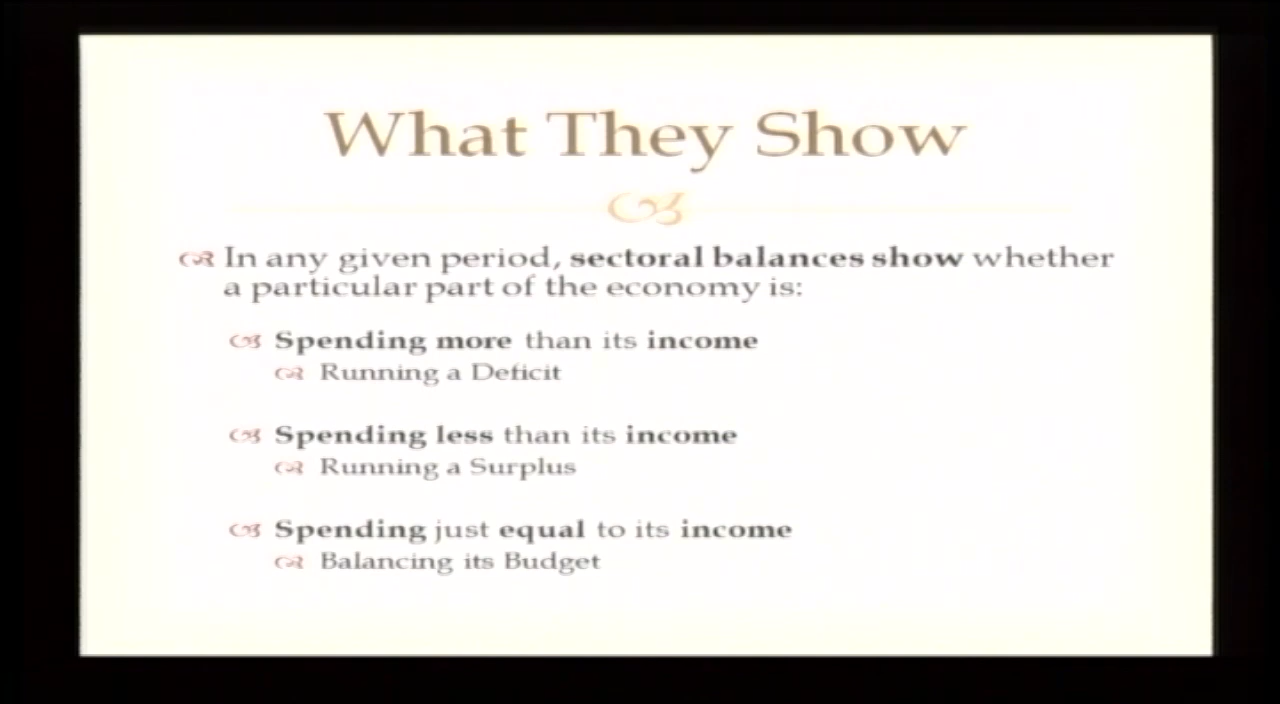 What They Show
In any given period, sectoral balances show whether
a particular part of the economy is:
Spending more than its income
Running a Deficit
Spending less than its income
Running a Surplus
Spending just equal to its income
Balancing its Budget